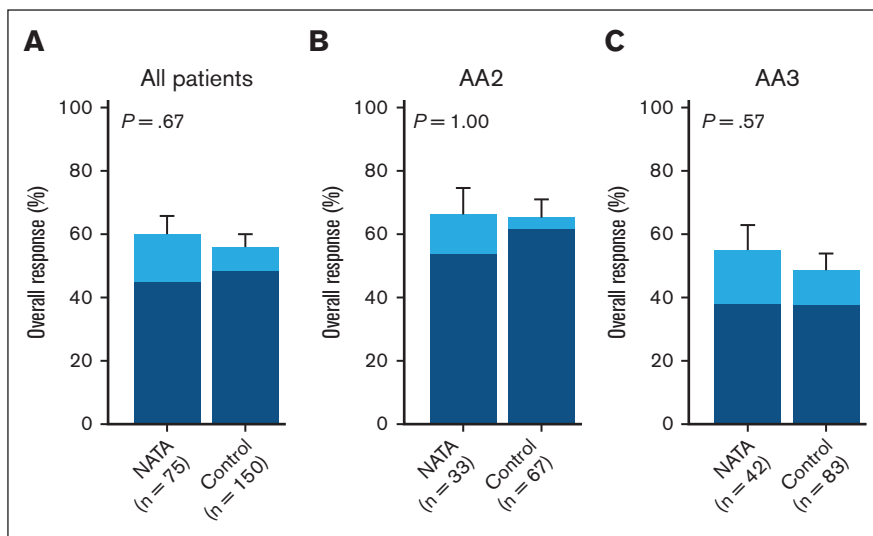 A
All patients
Overall response (%)
100
80
60
40
20
0
P = .67
NATA
(n = 75)
Control
(n = 150)
B
AA2
Overall response (%)
100
80
60
40
20
0
P = 1.00
NATA
(n = 33)
Control
(n = 67)
C
AA3
Overall response (%)
100
80
60
40
20
0
P = .57
NATA
(n = 42)
Control
(n = 83)